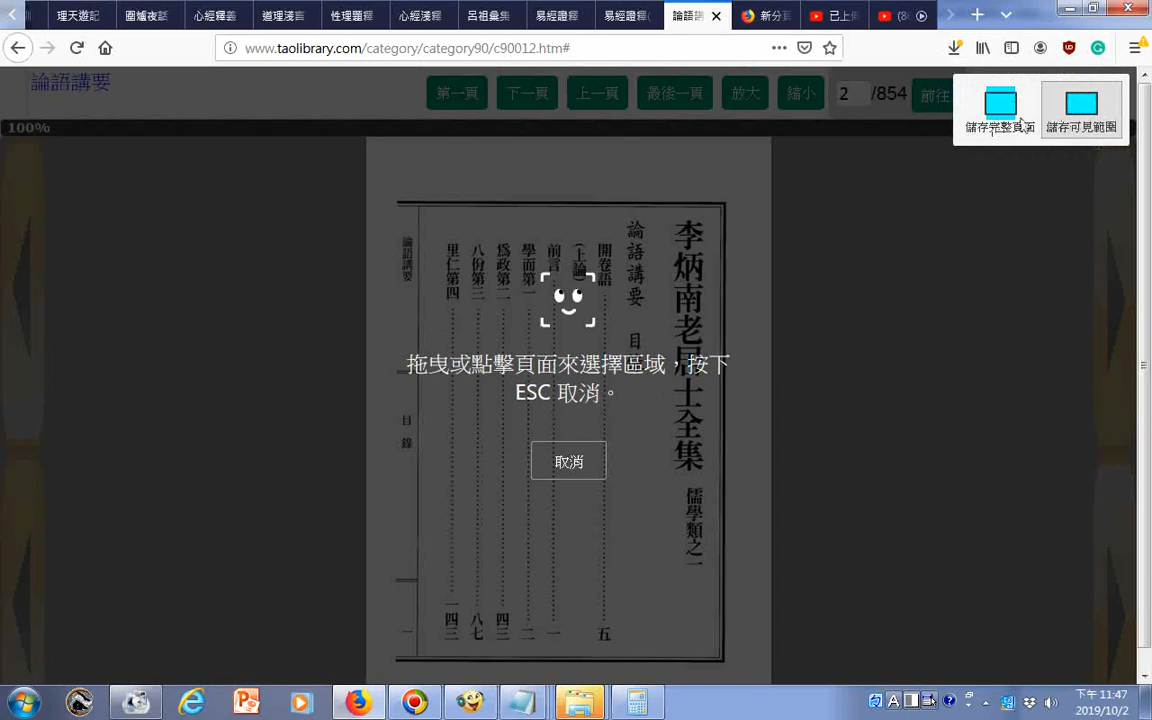 理天遊記
圍爐夜話
心經釋義
道理淺言
性理題釋
心經淺釋
呂祖彙集
易經證釋
易經證釋(
論語講
新分頁
已上傳
(80
www.taolibrary.com/category/category90/c90012.htm#
論語講要
第一頁
下一頁
上一頁
最後一頁
放大
縮小
2
/854
前往
儲存完整頁面
儲存可見範圍
100%
李炳南老居士全集 儒學類之一
論語講要 目
開卷語 五
(上論)
前言 一
學而第一 二
爲政第二 四三
八佾第三 八七
里仁第四 一四三
論語講要
目錄
一
拖曳或點擊頁面來選擇區域，按下
ESC 取消。
取消
下午 11:47
2019/10/2